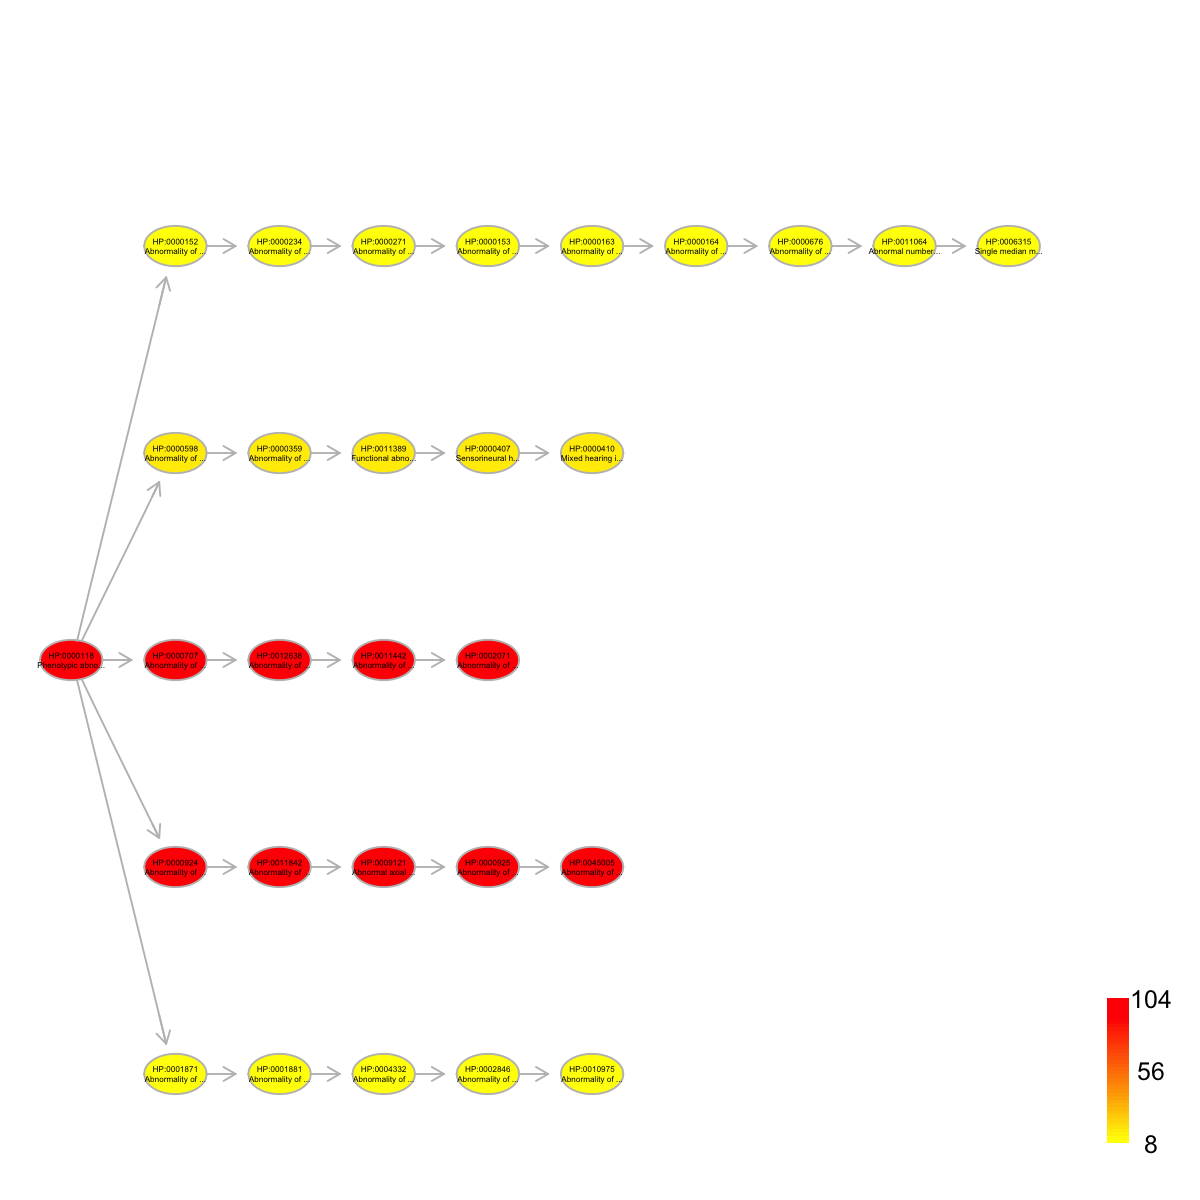 HP:0000152
Abnormality of ...
HP:0000234
Abnormality of ...
HP:0000271
Abnormality of ...
HP:0000153
Abnormality of ...
HP:0000163
Abnormality of ...
HP:0000164
Abnormality of ...
HP:0000676
Abnormality of ...
HP:0011064
Abnormal number...
HP:0006315
Single median m...
HP:0000598
Abnormality of ...
HP:0000359
Abnormality of ...
HP:0011389
Functional abno...
HP:0000407
Sensorineural h...
HP:0000410
Mixed hearing i...
HP:0000118
Phenotypic abno...
HP:0000707
Abnormality of ...
HP:0012638
Abnormality of ...
HP:0011442
Abnormality of ...
HP:0002071
Abnormality of ...
HP:0000924
Abnormality of ...
HP:0011842
Abnormality of ...
HP:0009121
Abnormal axial ...
HP:0000925
Abnormality of ...
HP:0045005
Abnormality of ...
HP:0001871
Abnormality of ...
HP:0001881
Abnormality of ...
HP:0004332
Abnormality of ...
HP:0002846
Abnormality of ...
HP:0010975
Abnormality of ...
104
56
8